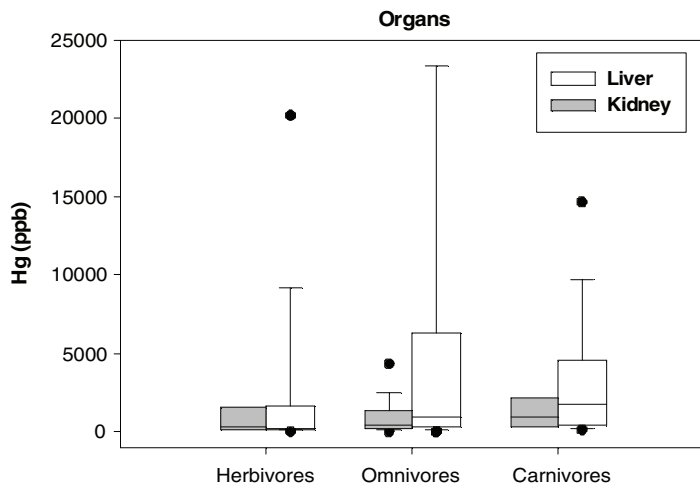 Organs
25000
20000
15000
10000
5000
0
Hg (ppb)
Liver
Kidney
Herbivores Omnivores Carnivores